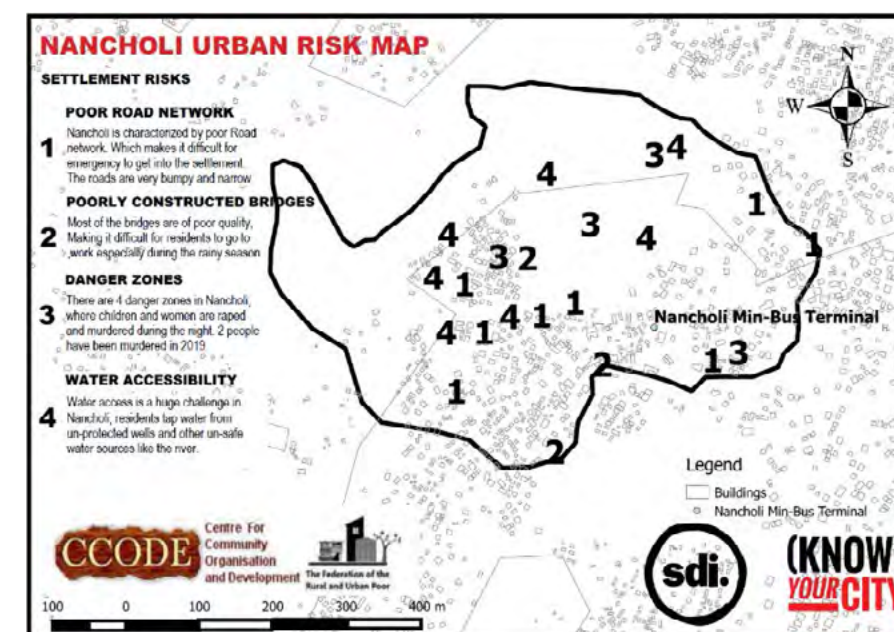 NANCHOLI URBAN RISK MAP
SETTLEMENT RISKS
POOR ROAD NETWORK
1
Nancholi is characterized by poor Road
network. Which makes it difficult for
emergency to get into the settlement.
The roads are very bumpy and narrow
POORLY CONSTRUCTED BRIDGES
2
Most of the bridges are of poor quality,
Making it difficult for residents to go to
work especially during the rainy season
DANGER ZONES
3
There are 4 danger zones in Nancholi,
where children and women are raped
and murdered during the night. 2 people
have been murdered in 2019
WATER ACCESSIBILITY
4
Water access is a huge challenge in
Nancholi, residents tap water from
un-protected wells and other un-safe
water sources like the river.
N
W
S
3 4
4
1
3
4
4
1
3 2
4
1
1
4 1
4 1
Nancholi Min-Bus Terminal
3
1
2
1
2
Legend
Buildings
Nancholi Min-Bus Terminal
CCODE
Centre For
Community
Organisation
and Development
The Federation of the
Rural and Urban Poor
sdi.
(KNOW
YOUR CITY
100 0 100 200 300 400 m